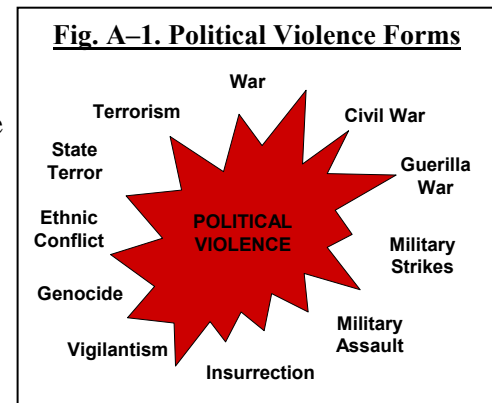 Fig. A–1. Political Violence Forms
War
Terrorism
Civil War
State
Terror
Guerilla
War
Ethnic
Conflict
POLITICAL
VIOLENCE
Military
Strikes
Genocide
Military
Assault
Vigilantism
Insurrection
e